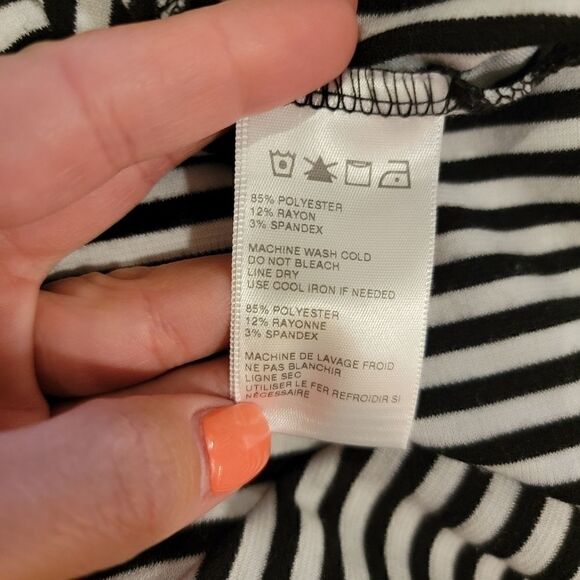 85% POLYESTER
12% RAYON
3% SPANDEX
MACHINE WASH COLD
DO NOT BLEACH
LINE DRY
USE COOL IRON IF NEEDED
85% POLYESTER
12% RAYONNE
3% SPANDEX
MACHINE DE LAVAGE FROID
NE PAS BLANCHIR
LIGNE SEC
UTILISER LE FER REFROIDIR SI
NÉCESSAIRE